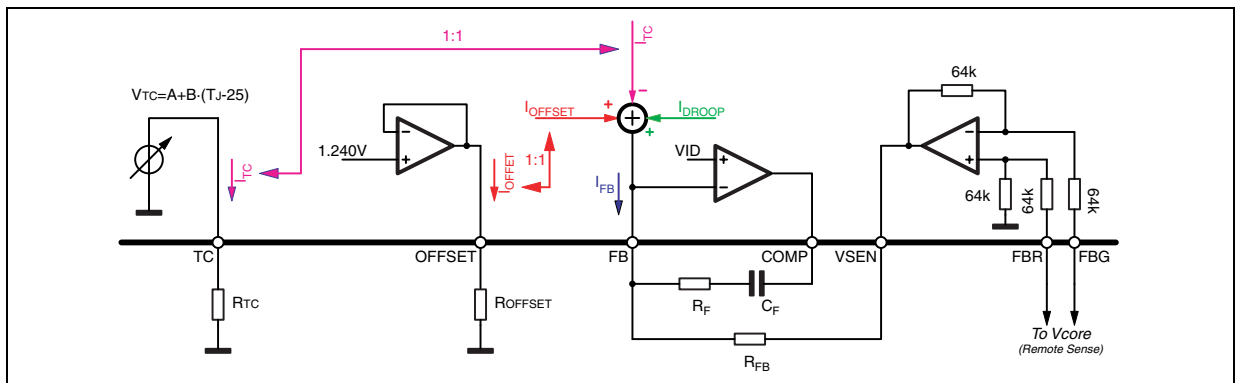 1:1
ITC
64k
VTC=A+B·(TJ-25)
IOFFSET
+
−
+
IDROOP
+
−
+
1.240V
ITC
IOFFET
1:1
IFB
VID
+
−
−
+
64k
64k
64k
TC
OFFSET
FB
COMP
VSEN
FBR
FBG
RTC
ROFFSET
RF
CF
RFB
To Vcore
(Remote Sense)